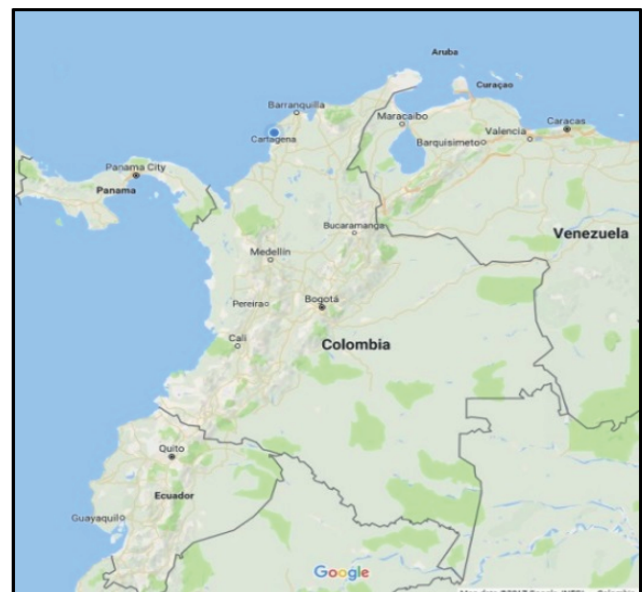 Aruba
Curaçao
Barranquilla
Maracaibo
Caracas
Cartagena
Valencia
Barquisimeto
Panama City
Panama
Bucaramanga
Venezuela
Medellín
Pereira
Bogotá
Cali
Colombia
Quito
Ecuador
Guayaquil
Google